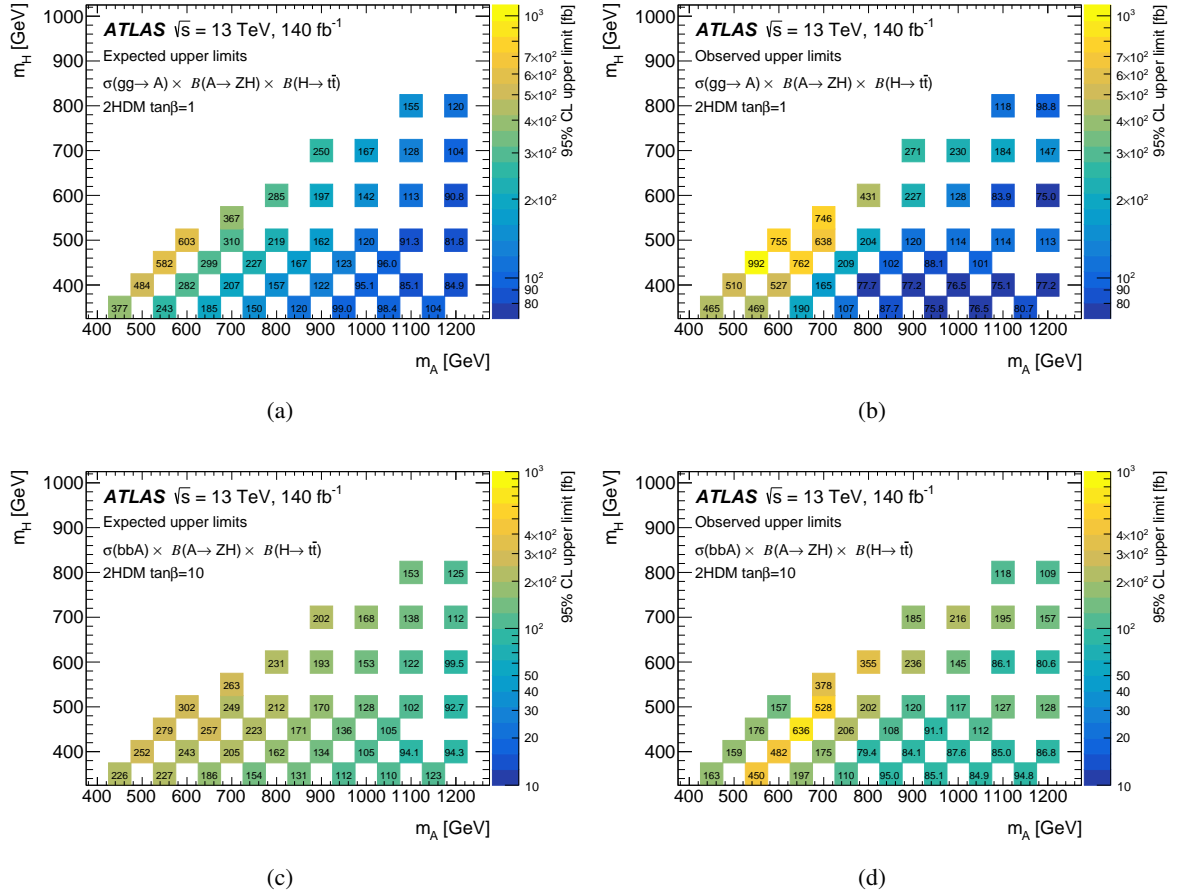 m_H [GeV]
1000
900
800
700
600
500
400
ATLAS √s = 13 TeV, 140 fb⁻¹
Expected upper limits
σ(gg→ A) × B(A→ ZH) × B(H→ tt̄)
2HDM tanβ=1
155 120
250 167 128 104
285 197 142 113 90.8
367
603 310 219 162 120 91.3 81.8
582 299 227 167 123 96.0
484 282 207 157 122 95.1 85.1 84.9
377 243 185 150 120 99.0 98.4 104
400 500 600 700 800 900 1000 1100 1200
m_A [GeV]
10³
7×10²
5×10²
4×10²
3×10²
2×10²
10²
90
80
95% CL upper limit [fb]
(a)
m_H [GeV]
1000
900
800
700
600
500
400
ATLAS √s = 13 TeV, 140 fb⁻¹
Observed upper limits
σ(gg→ A) × B(A→ ZH) × B(H→ tt̄)
2HDM tanβ=1
118 98.8
271 230 184 147
431 227 128 83.9 75.0
746
755 638 204 120 114 114 113
992 762 209 102 88.1 101
510 527 165 77.7 77.2 76.5 75.1 77.2
465 469 190 107 87.7 75.8 76.5 80.7
400 500 600 700 800 900 1000 1100 1200
m_A [GeV]
10³
7×10²
5×10²
4×10²
3×10²
2×10²
10²
90
80
95% CL upper limit [fb]
(b)
m_H [GeV]
1000
900
800
700
600
500
400
ATLAS √s = 13 TeV, 140 fb⁻¹
Expected upper limits
σ(bbA) × B(A→ ZH) × B(H→ tt̄)
2HDM tanβ=10
153 125
202 168 138 112
231 193 153 122 99.5
263
302 249 212 170 128 102 92.7
279 257 223 171 136 105
252 243 205 162 134 105 94.1 94.3
226 227 186 154 131 112 110 123
400 500 600 700 800 900 1000 1100 1200
m_A [GeV]
10³
4×10²
3×10²
2×10²
10²
50
40
30
20
10
95% CL upper limit [fb]
(c)
m_H [GeV]
1000
900
800
700
600
500
400
ATLAS √s = 13 TeV, 140 fb⁻¹
Observed upper limits
σ(bbA) × B(A→ ZH) × B(H→ tt̄)
2HDM tanβ=10
118 109
185 216 195 157
355 236 145 86.1 80.6
378
157 528 202 120 117 127 128
176 636 206 108 91.1 112
159 482 175 79.4 84.1 87.6 85.0 86.8
163 450 197 110 95.0 85.1 84.9 94.8
400 500 600 700 800 900 1000 1100 1200
m_A [GeV]
10³
4×10²
3×10²
2×10²
10²
50
40
30
20
10
95% CL upper limit [fb]
(d)